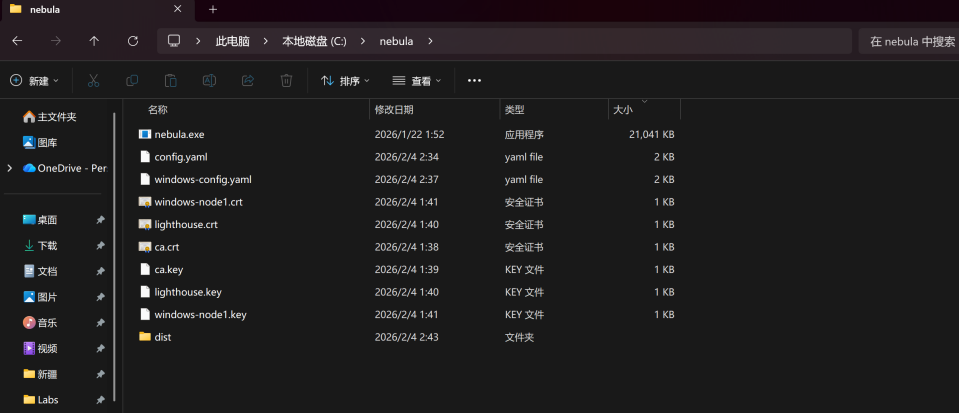 nebula
此电脑 > 本地磁盘 (C:) > nebula >
在 nebula 中搜索
新建
排序
查看
主文件夹
图库
OneDrive - Per
桌面
下载
文档
图片
音乐
视频
新疆
Labs
名称 修改日期 类型 大小
nebula.exe 2026/1/22 1:52 应用程序 21,041 KB
config.yaml 2026/2/4 2:34 yaml file 2 KB
windows-config.yaml 2026/2/4 2:37 yaml file 2 KB
windows-node1.crt 2026/2/4 1:41 安全证书 1 KB
lighthouse.crt 2026/2/4 1:40 安全证书 1 KB
ca.crt 2026/2/4 1:38 安全证书 1 KB
ca.key 2026/2/4 1:39 KEY 文件 1 KB
lighthouse.key 2026/2/4 1:40 KEY 文件 1 KB
windows-node1.key 2026/2/4 1:41 KEY 文件 1 KB
dist 2026/2/4 2:43 文件夹